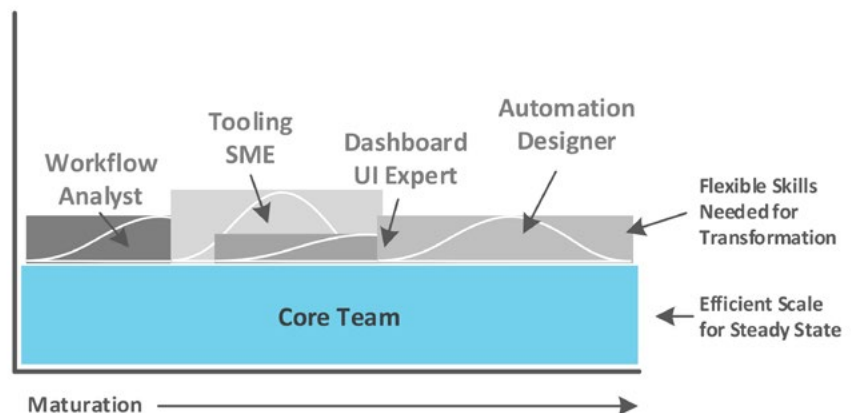 Automation
Designer
Tooling
SME
Dashboard
UI Expert
Workflow
Analyst
Flexible Skills
Needed for
Transformation
Core Team
Efficient Scale
for Steady State
Maturation